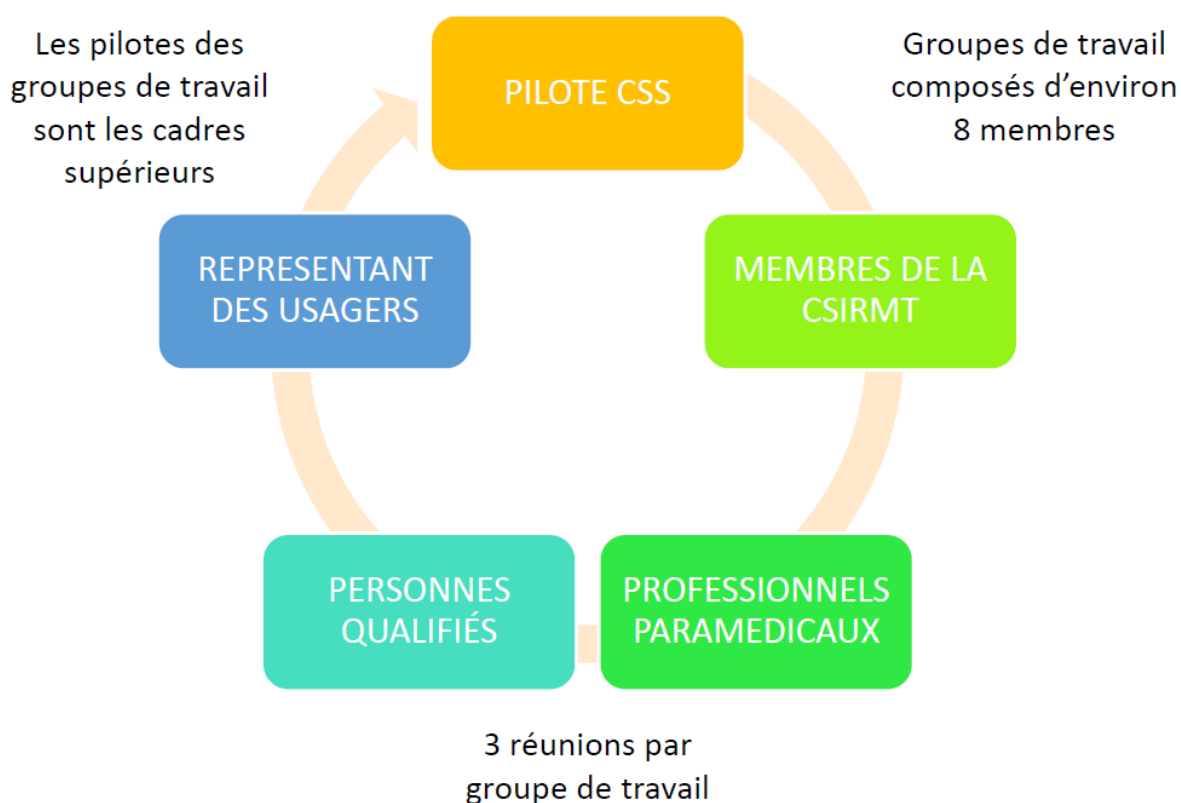 Les pilotes des
groupes de travail
sont les cadres
supérieurs
PILOTE CSS
Groupes de travail
composés d’environ
8 membres
REPRESENTANT
DES USAGERS
MEMBRES DE LA
CSIRMT
PERSONNES
QUALIFIÉS
PROFESSIONNELS
PARAMEDICAUX
3 réunions par
groupe de travail